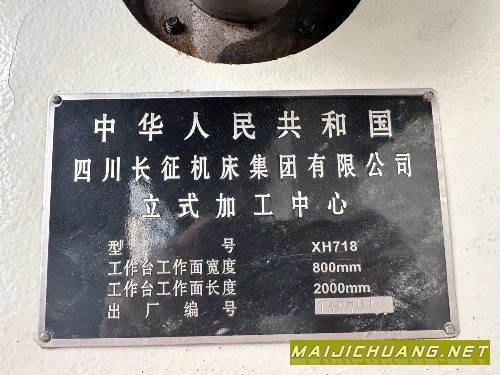 中华人民共和国
四川长征机床集团有限公司
立式加工中心
型 号 XH718
工作台工作面宽度 800mm
工作台工作面长度 2000mm
出厂编号
MAIJICHUANG.NET